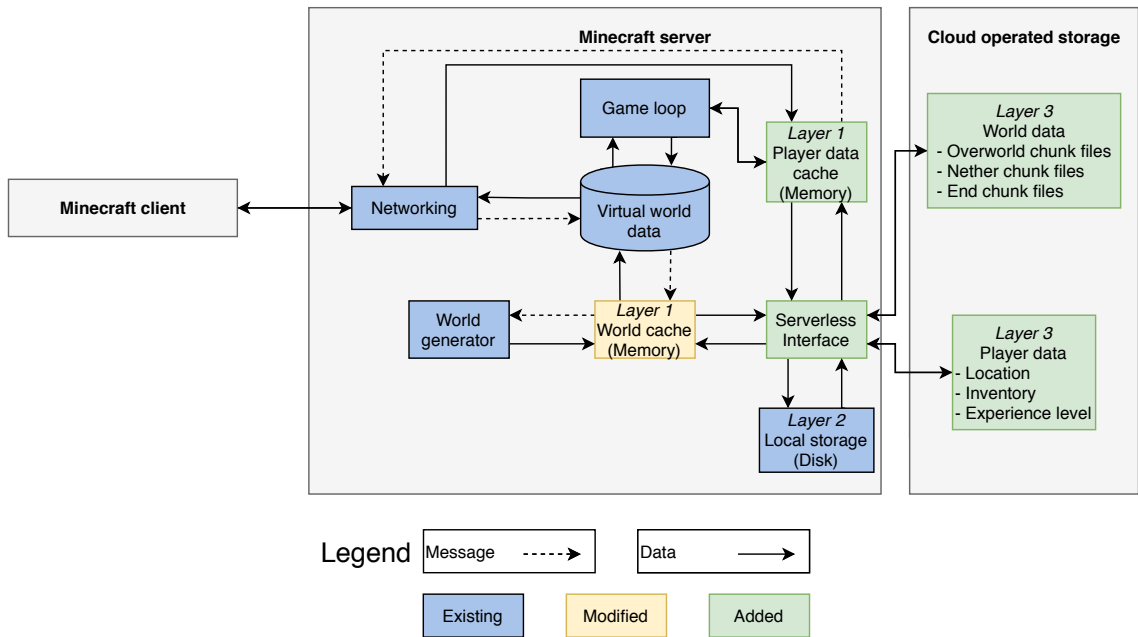 Minecraft server
Cloud operated storage
Game loop
Layer 1
Player data
cache
(Memory)
Layer 3
World data
- Overworld chunk files
- Nether chunk files
- End chunk files
Minecraft client
Networking
Virtual world
data
World
generator
Layer 1
World cache
(Memory)
Serverless
Interface
Layer 3
Player data
- Location
- Inventory
- Experience level
Layer 2
Local storage
(Disk)
Legend
Message
Data
Existing
Modified
Added